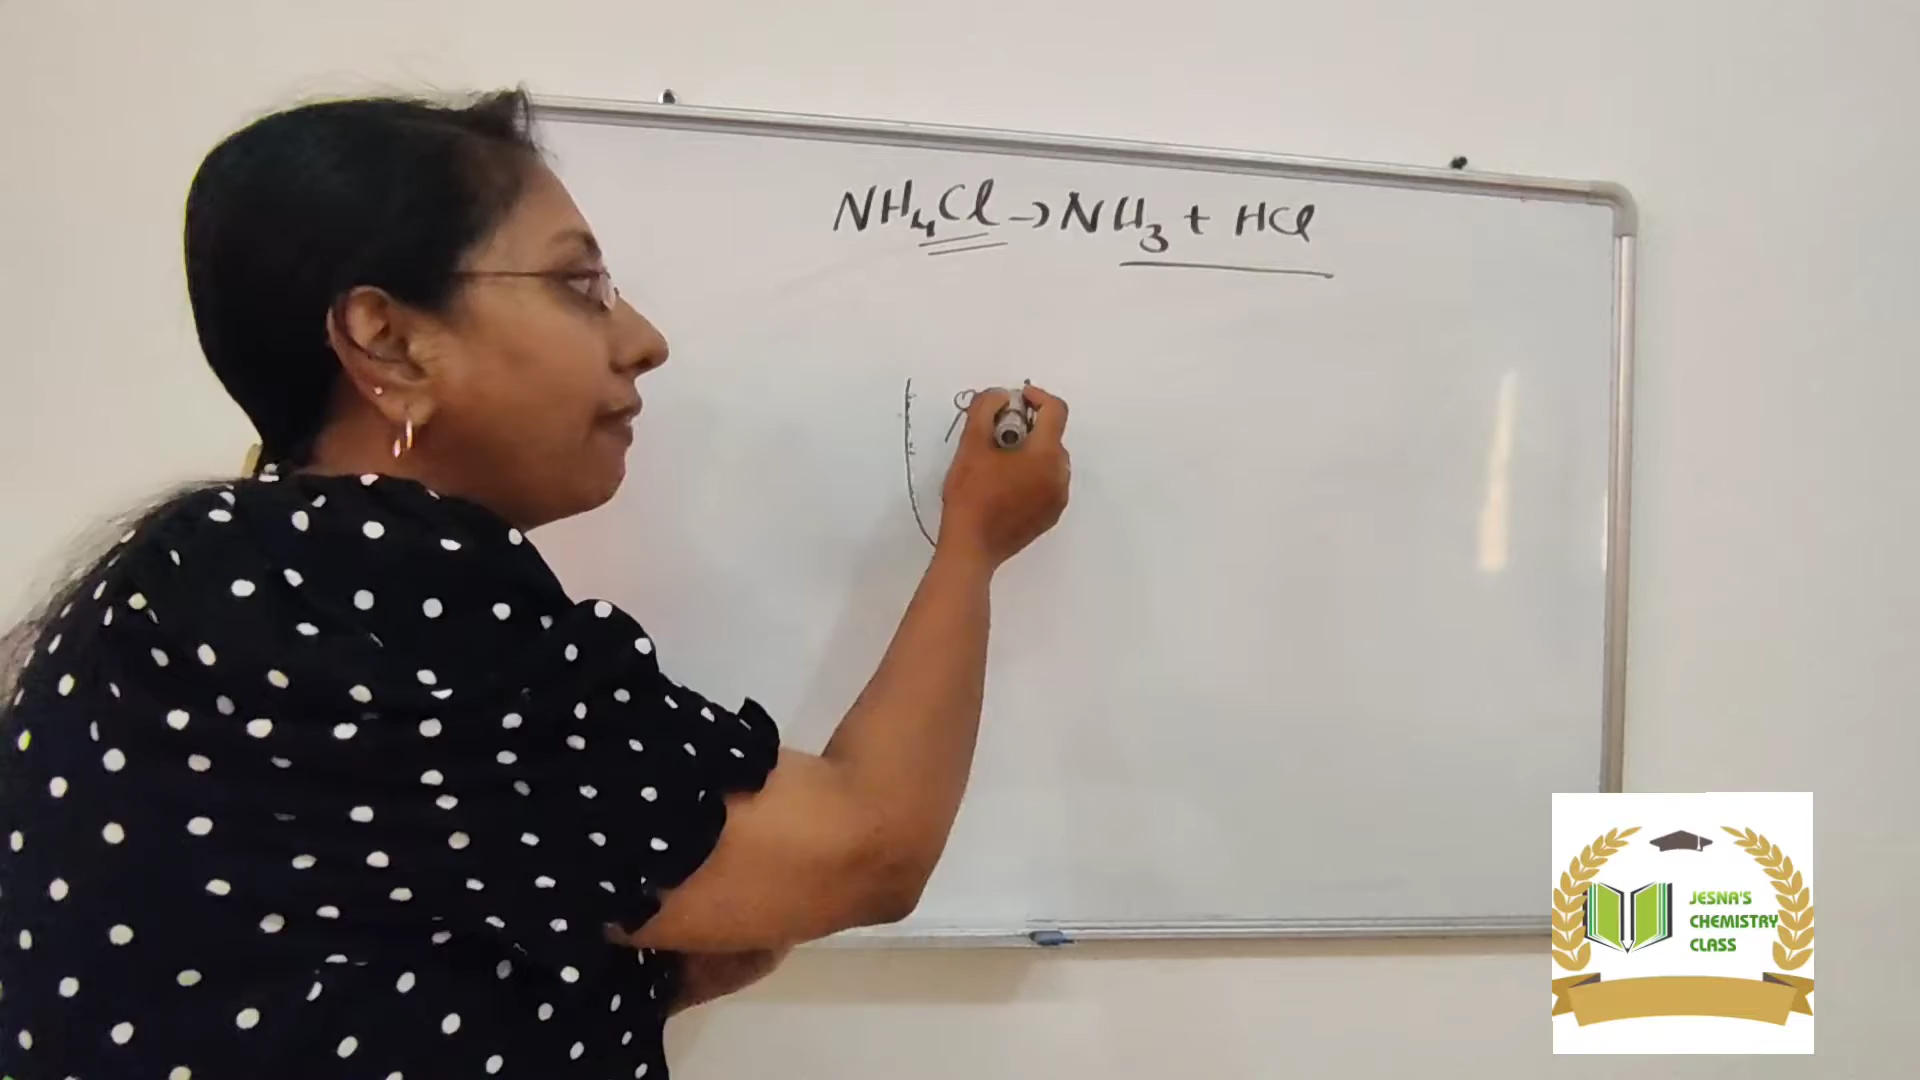 NH₄Cl → NH₃ + HCl
JESNA'S
CHEMISTRY
CLASS